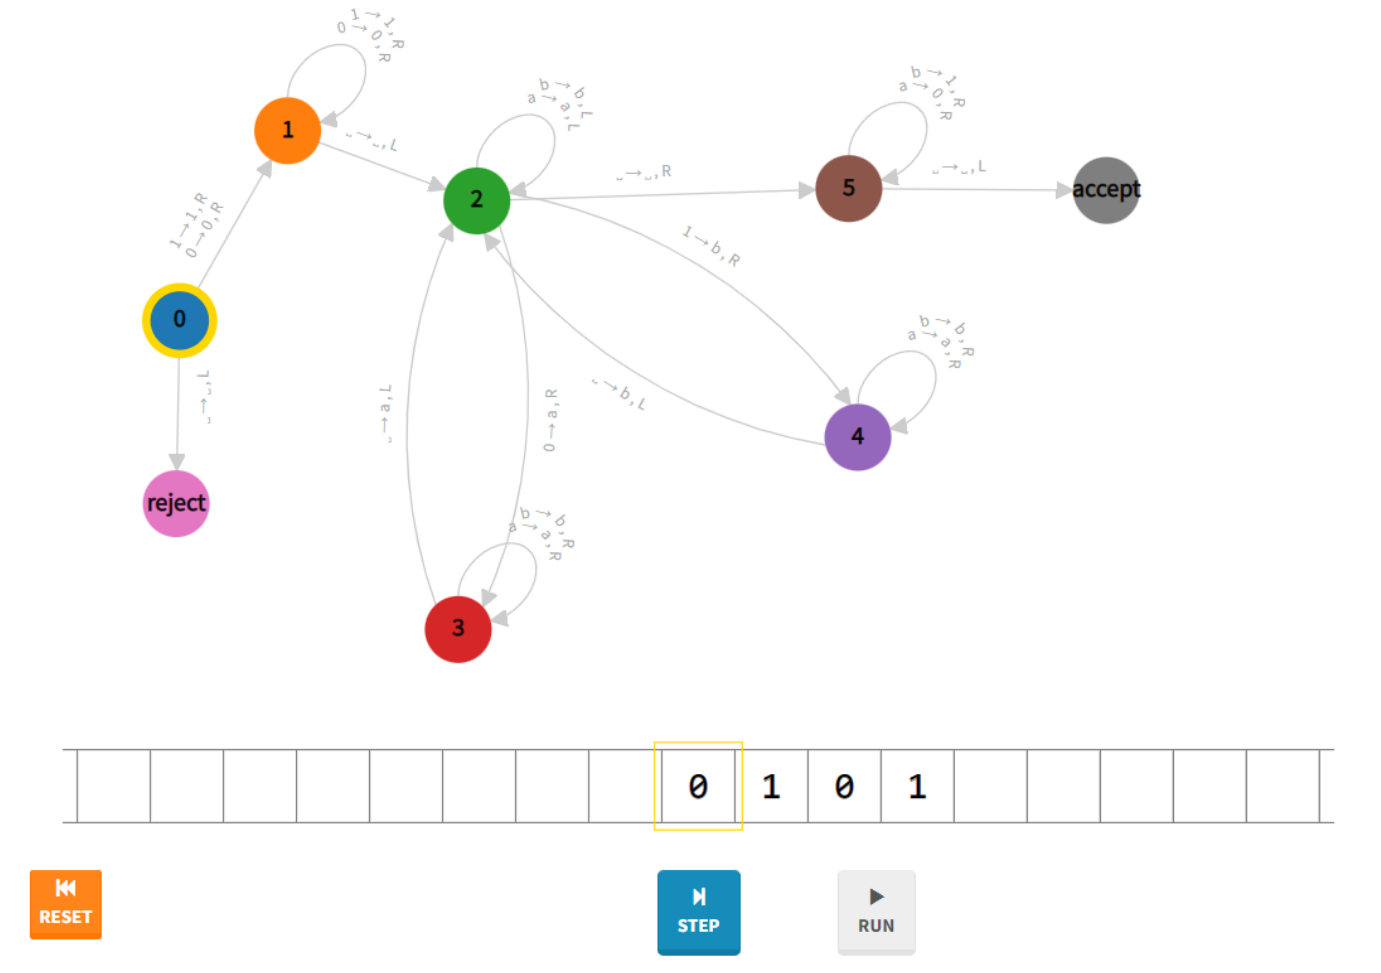 1→1,R
0→0,R
b→1,R
a→0,R
b→b,L
a→a,L
1
␣→␣,L
␣→␣,R
␣→␣,L
2
5
accept
1→1,R
0→0,R
1→b,R
0
b→b,R
a→a,R
␣→␣,L
␣→a,L
0→a,R
␣→b,L
4
reject
b→b,R
a→a,R
3
0 1 0 1
RESET
STEP
RUN